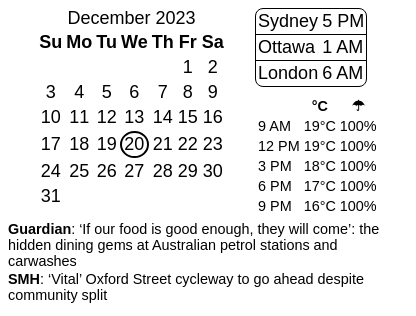 December 2023
Su Mo Tu We Th Fr Sa
1 2
3 4 5 6 7 8 9
10 11 12 13 14 15 16
17 18 19 20 21 22 23
24 25 26 27 28 29 30
31
Sydney 5 PM
Ottawa 1 AM
London 6 AM
°C ☂
9 AM 19°C 100%
12 PM 19°C 100%
3 PM 18°C 100%
6 PM 17°C 100%
9 PM 16°C 100%
Guardian: ‘If our food is good enough, they will come’: the
hidden dining gems at Australian petrol stations and
carwashes
SMH: ‘Vital’ Oxford Street cycleway to go ahead despite
community split